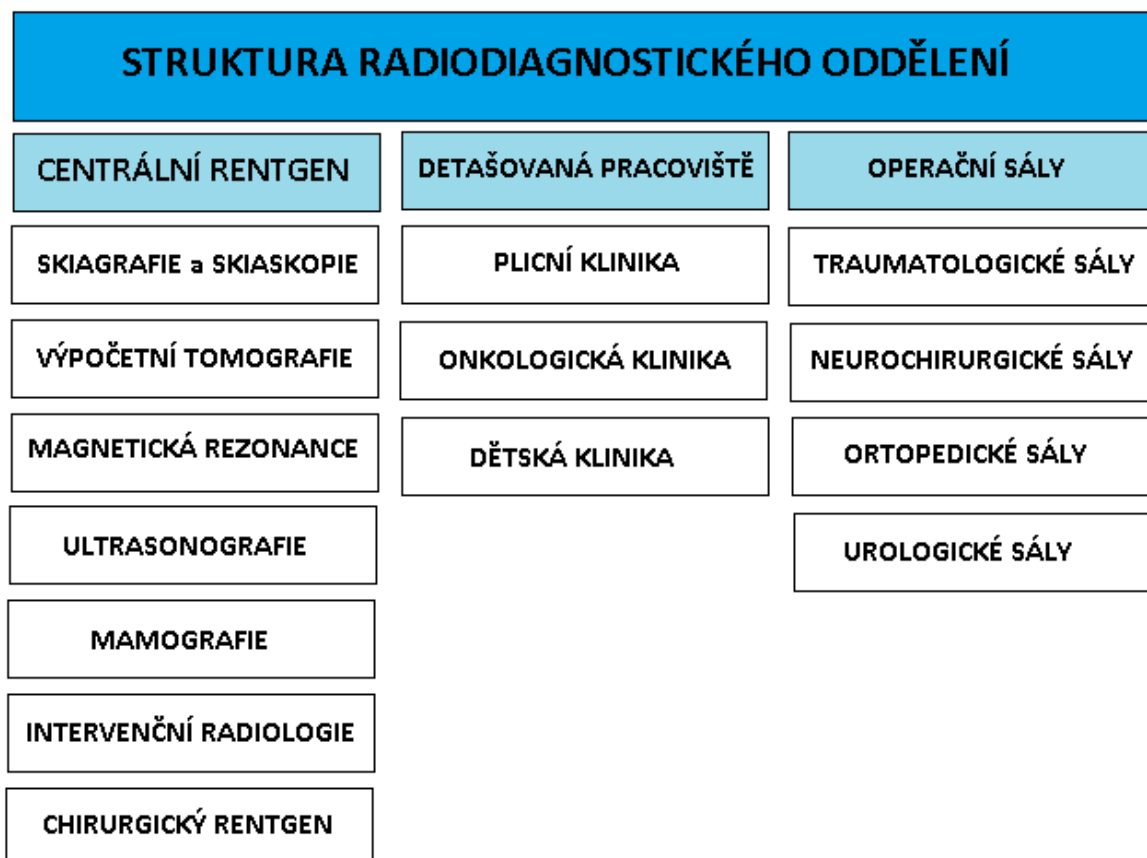 STRUKTURA RADIODIAGNOSTICKÉHO ODDĚLENÍ
CENTRÁLNÍ RENTGEN
SKIAGRAFIE a SKIASKOPIE
VÝPOČETNÍ TOMOGRAFIE
MAGNETICKÁ REZONANCE
ULTRASONOGRAFIE
MAMOGRAFIE
INTERVENČNÍ RADIOLOGIE
CHIRURGICKÝ RENTGEN
DETAŠOVANÁ PRACOVIŠTĚ
PLICNÍ KLINIKA
ONKOLOGICKÁ KLINIKA
DĚTSKÁ KLINIKA
OPERAČNÍ SÁLY
TRAUMATOLOGICKÉ SÁLY
NEUROCHIRURGICKÉ SÁLY
ORTOPEDICKÉ SÁLY
UROLOGICKÉ SÁLY